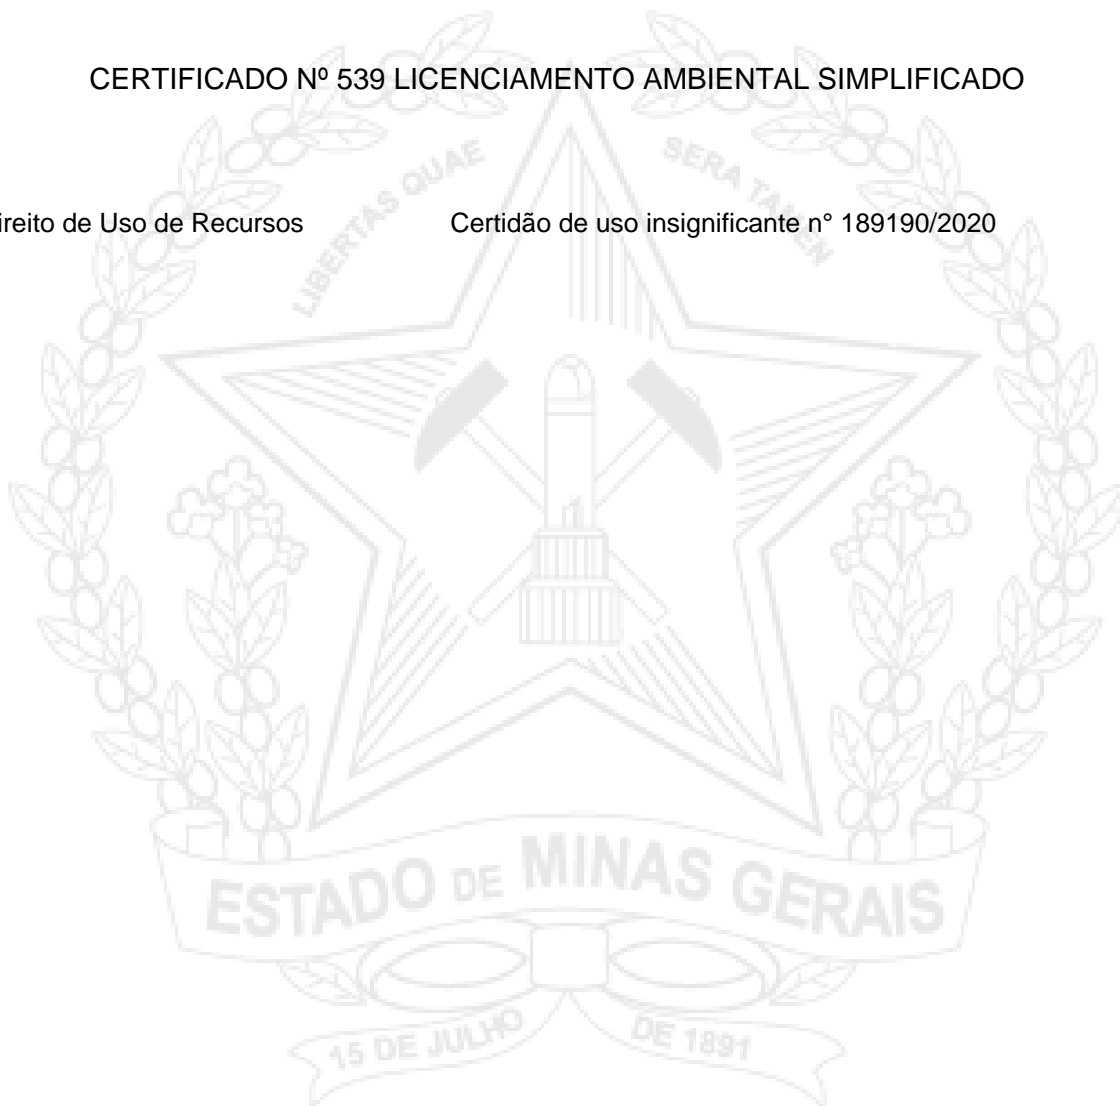 CERTIFICADO Nº 539 LICENCIAMENTO AMBIENTAL SIMPLIFICADO
LIBERTAS QUAE SERA TAMEN
ireito de Uso de Recursos Certidão de uso insignificante n° 189190/2020
ESTADO DE MINAS GERAIS
15 DE JULHO DE 1891